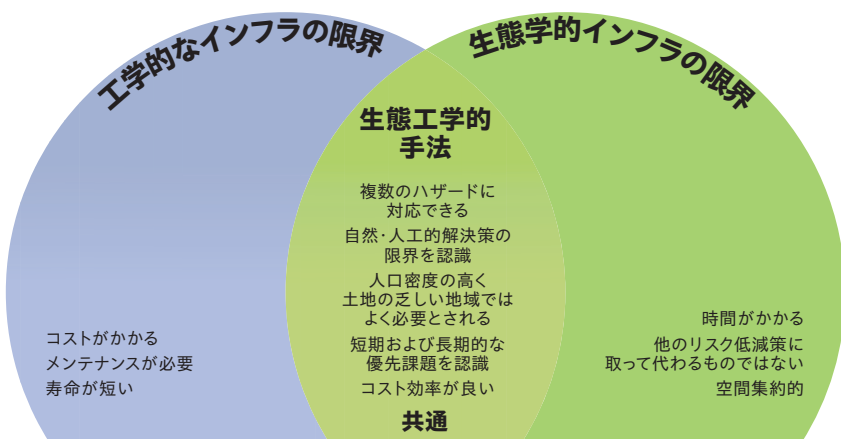 工学的なインフラの限界
生態学的インフラの限界
生態工学的
手法
複数のハザードに
対応できる
自然・人工的解決策の
限界を認識
人口密度の高く
土地の乏しい地域では
よく必要とされる
短期および長期的な
優先課題を認識
コスト効率が良い
共通
コストがかかる
メンテナンスが必要
寿命が短い
時間がかかる
他のリスク低減策に
取って代わるものではない
空間集約的